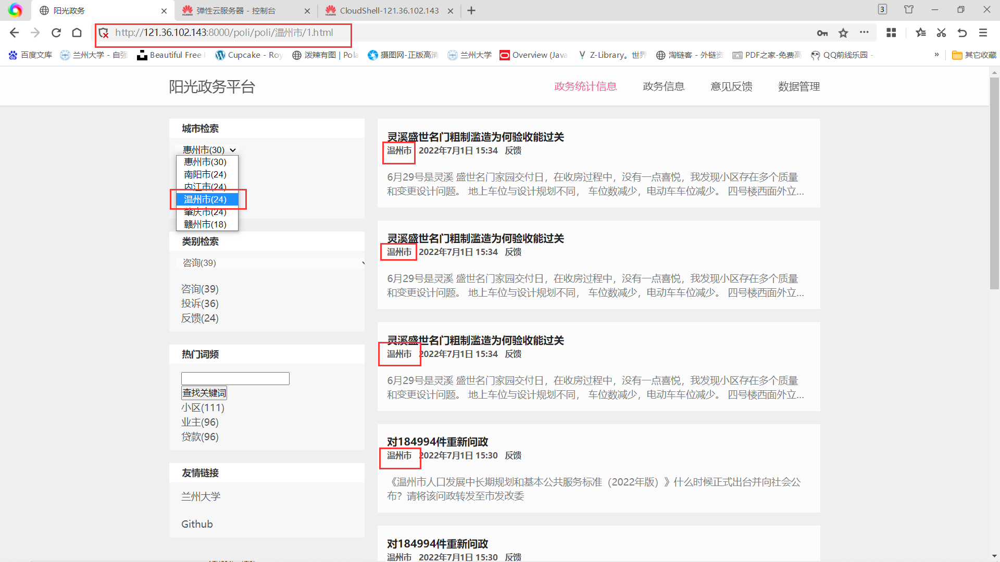 阳光政务
弹性云服务器 - 控制台
CloudShell-121.36.102.143
3
http://121.36.102.143:8000/poli/poli/温州市/1.html
百度文库
兰州大学 - 自强
Beautiful Free
Cupcake - Roy
泼辣有图 | Pola
摄图网-正版高清
兰州大学
Overview (Java
Z-Library。世界
淘链客 - 外链资
PDF之家-免费高
QQ前线乐园 -
»
其它收藏
阳光政务平台
政务统计信息
政务信息
意见反馈
数据管理
城市检索
惠州市(30)
惠州市(30)
南阳市(24)
内江市(24)
温州市(24)
肇庆市(24)
赣州市(18)
类别检索
咨询(39)
咨询(39)
投诉(36)
反馈(24)
热门词频
查找关键词
小区(111)
业主(96)
贷款(96)
友情链接
兰州大学
Github
灵溪盛世名门粗制滥造为何验收能过关
温州市 2022年7月1日 15:34 反馈
6月29号是灵溪 盛世名门家园交付日，在收房过程中，没有一点喜悦，我发现小区存在多个质量
和变更设计问题。 地上车位与设计规划不同， 车位数减少，电动车车位减少。 四号楼西面外立...
灵溪盛世名门粗制滥造为何验收能过关
温州市 2022年7月1日 15:34 反馈
6月29号是灵溪 盛世名门家园交付日，在收房过程中，没有一点喜悦，我发现小区存在多个质量
和变更设计问题。 地上车位与设计规划不同， 车位数减少，电动车车位减少。 四号楼西面外立...
灵溪盛世名门粗制滥造为何验收能过关
温州市 2022年7月1日 15:34 反馈
6月29号是灵溪 盛世名门家园交付日，在收房过程中，没有一点喜悦，我发现小区存在多个质量
和变更设计问题。 地上车位与设计规划不同， 车位数减少，电动车车位减少。 四号楼西面外立...
对184994件重新问政
温州市 2022年7月1日 15:30 反馈
《温州市人口发展中长期规划和基本公共服务标准（2022年版）》什么时候正式出台并向社会公
布？请将该问政转发至市发改委
对184994件重新问政
温州市 2022年7月1日 15:30 反馈